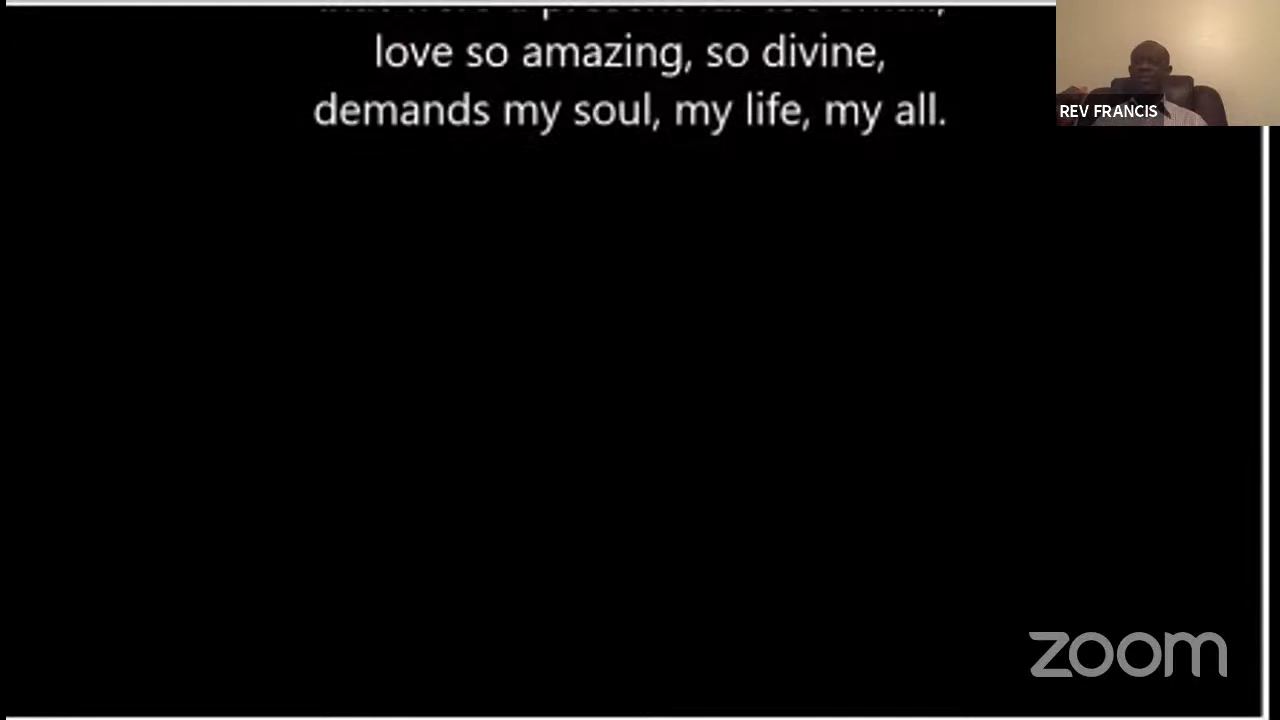 love so amazing, so divine,
demands my soul, my life, my all.
REV FRANCIS
zoom